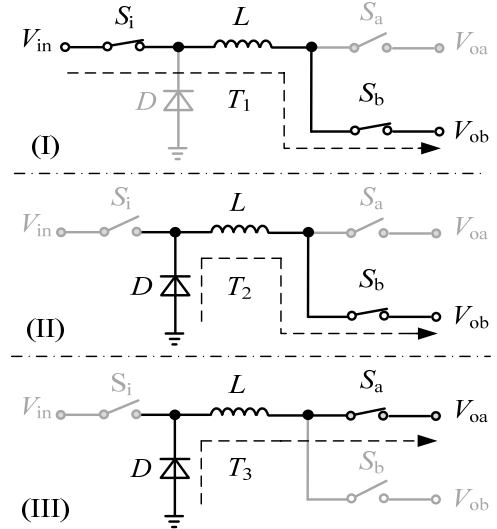 Si L Sa
Vin Voa
D T1 Sb
(I) Vob
Si L Sa
Vin Voa
D T2 Sb
(II) Vob
Si L Sa
Vin Voa
D T3 Sb
(III) Vob